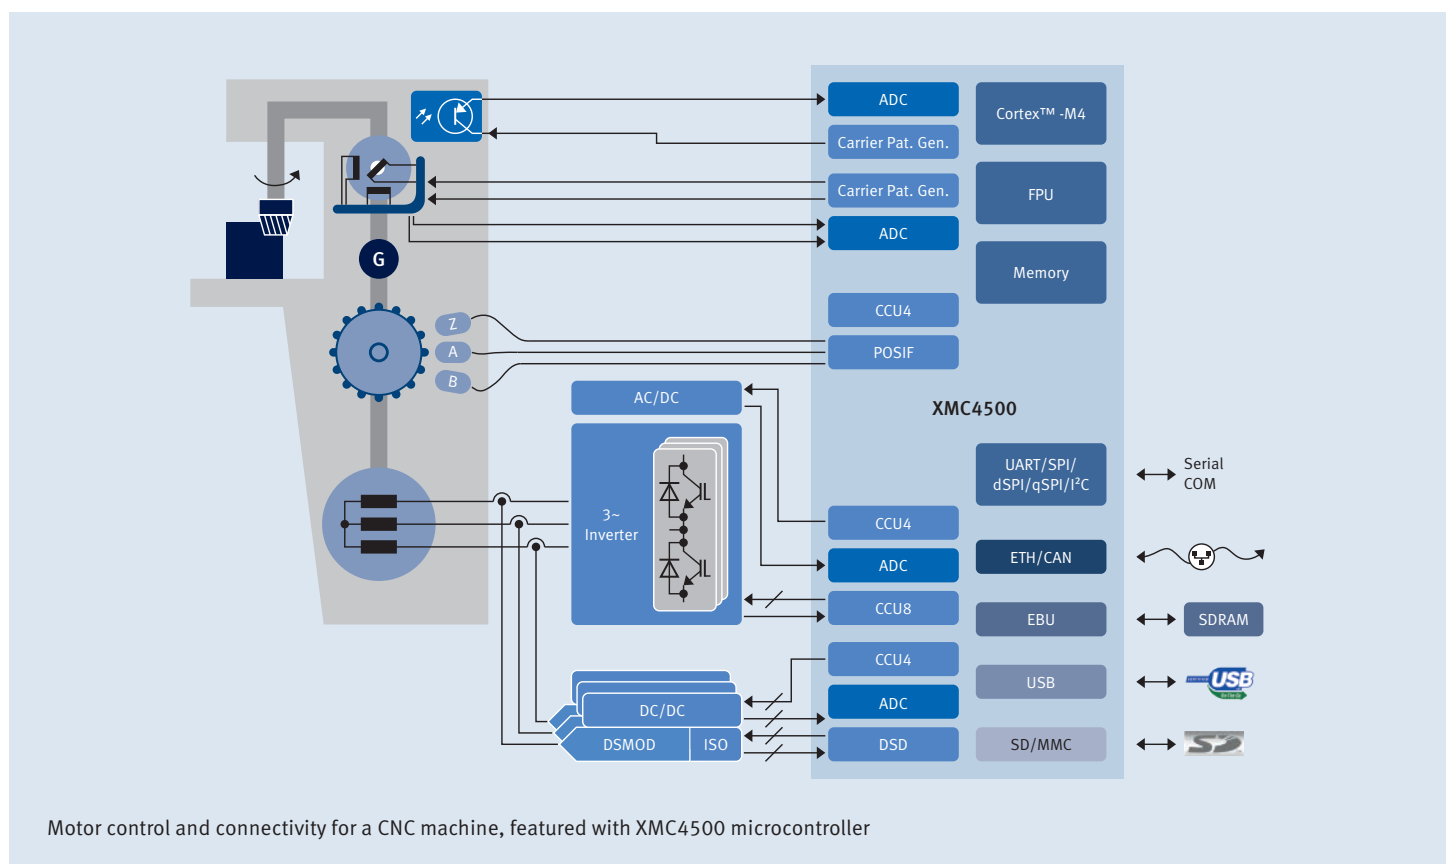 ADC
Cortex™ -M4
Carrier Pat. Gen.
Carrier Pat. Gen.
FPU
ADC
G
Memory
CCU4
Z
A
POSIF
B
AC/DC
XMC4500
UART/SPI/
dSPI/qSPI/I²C
Serial
COM
3~
Inverter
CCU4
ADC
ETH/CAN
CCU8
EBU
SDRAM
CCU4
USB
USB
DC/DC
ADC
DSMOD
ISO
DSD
SD/MMC
SD
Motor control and connectivity for a CNC machine, featured with XMC4500 microcontroller